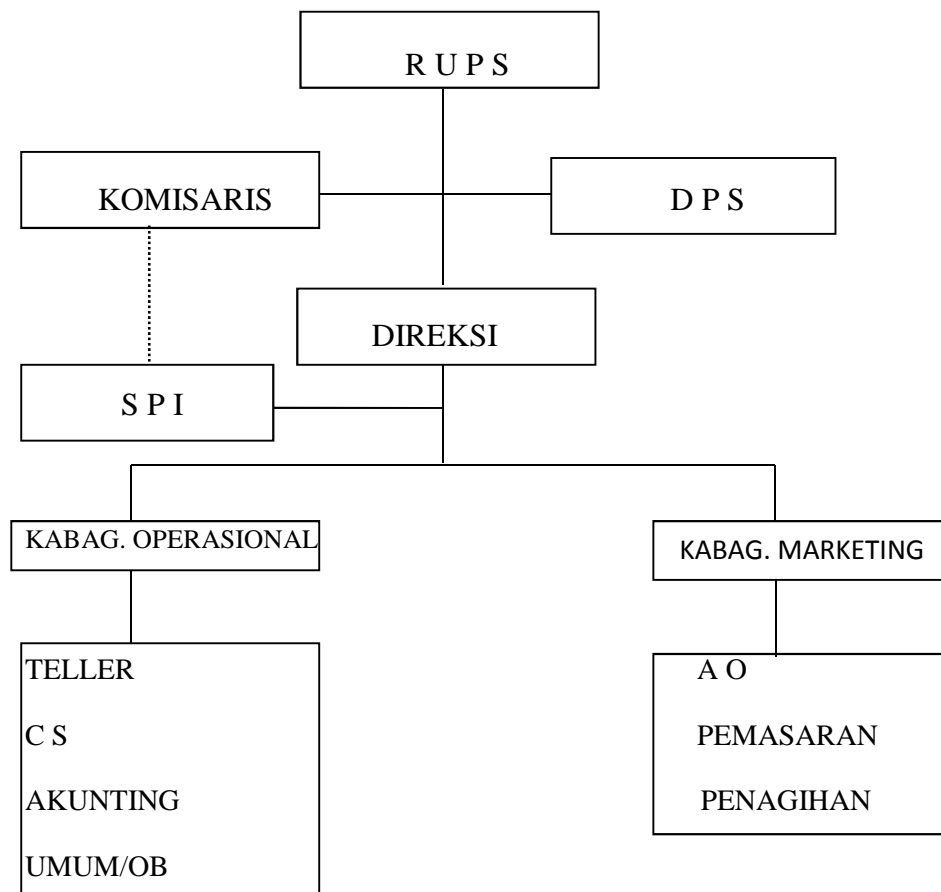 R U P S
KOMISARIS
D P S
DIREKSI
S P I
KABAG. OPERASIONAL
KABAG. MARKETING
TELLER
C S
AKUNTING
UMUM/OB
A O
PEMASARAN
PENAGIHAN